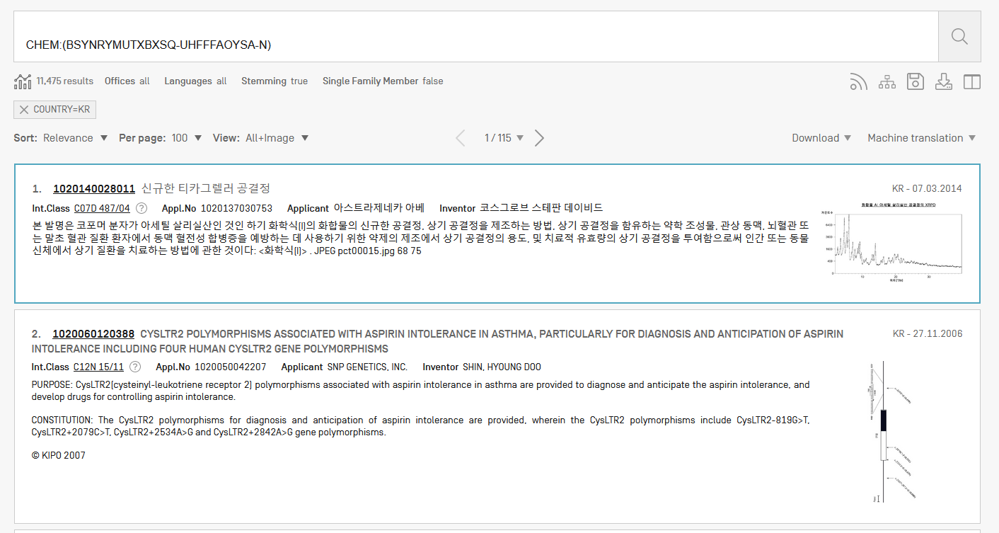 CHEM:(BSYNRYMUTXBXSQ-UHFFFAOYSA-N)
11,475 results Offices all Languages all Stemming true Single Family Member false
COUNTRY=KR
Sort: Relevance Per page: 100 View: All+Image 1 / 115 Download Machine translation
1. 1020140028011 신규한 티카그렐러 공결정 KR - 07.03.2014
Int.Class C07D 487/04 ? Appl.No 1020137030753 Applicant 아스트라제네카 아베 Inventor 코스그로브 스테판 데이비드
본 발명은 코포머 분자가 아세틸 살리실산인 것인 하기 화학식(I)의 화합물의 신규한 공결정, 상기 공결정을 제조하는 방법, 상기 공결정을 함유하는 약학 조성물, 관상 동맥, 뇌혈관 또
는 말초 혈관 질환 환자에서 동맥 혈전성 합병증을 예방하는 데 사용하기 위한 약제의 제조에서 상기 공결정의 용도, 및 치료적 유효량의 상기 공결정을 투여함으로써 인간 또는 동물
신체에서 상기 질환을 치료하는 방법에 관한 것이다: <화학식(I)> . JPEG pct00015.jpg 68 75
화합물 A: 아세틸 살리실산 공결정의 XRPD
10 20 30
2. 1020060120388 CYSLTR2 POLYMORPHISMS ASSOCIATED WITH ASPIRIN INTOLERANCE IN ASTHMA, PARTICULARLY FOR DIAGNOSIS AND ANTICIPATION OF ASPIRIN KR - 27.11.2006
INTOLERANCE INCLUDING FOUR HUMAN CYSLTR2 GENE POLYMORPHISMS
Int.Class C12N 15/11 ? Appl.No 1020050042207 Applicant SNP GENETICS, INC. Inventor SHIN, HYOUNG DOO
PURPOSE: CysLTR2(cysteinyl-leukotriene receptor 2) polymorphisms associated with aspirin intolerance in asthma are provided to diagnose and anticipate the aspirin intolerance, and
develop drugs for controlling aspirin intolerance.
CONSTITUTION: The CysLTR2 polymorphisms for diagnosis and anticipation of aspirin intolerance are provided, wherein the CysLTR2 polymorphisms include CysLTR2-819G>T,
CysLTR2+2079C>T, CysLTR2+2534A>G and CysLTR2+2842A>G gene polymorphisms.
© KIPO 2007